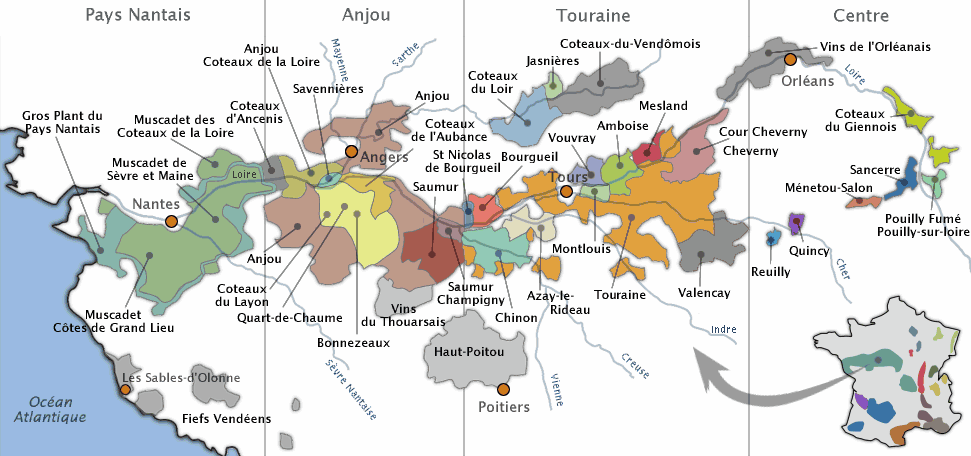 Pays Nantais
Anjou
Touraine
Centre
Gros Plant du
Pays Nantais
Muscadet des
Coteaux de la Loire
Muscadet de
Sèvre et Maine
Nantes
Muscadet
Côtes de Grand Lieu
Les Sables-d'Olonne
Océan
Atlantique
Fiefs Vendéens
Loire
Coteaux
d'Ancenis
Anjou
Coteaux de la Loire
Savennières
Mayenne
Sarthe
Anjou
Angers
Coteaux
de l'Aubance
St Nicolas
de Bourgueil
Saumur
Anjou
Coteaux
du Layon
Quart-de-Chaume
Bonnezeaux
Vins
du Thouarsais
Sèvre Nantaise
Saumur
Champigny
Haut-Poitou
Poitiers
Coteaux
du Loir
Jasnières
Coteaux-du-Vendômois
Bourgueil
Vouvray
Amboise
Mesland
Cour Cheverny
Cheverny
Tours
Montlouis
Chinon
Azay-le-
Rideau
Touraine
Valencay
Vienne
Creuse
Indre
Vins de l'Orléanais
Orléans
Loire
Coteaux
du Giennois
Sancerre
Ménetou-Salon
Pouilly Fumé
Pouilly-sur-loire
Quincy
Reuilly
Cher